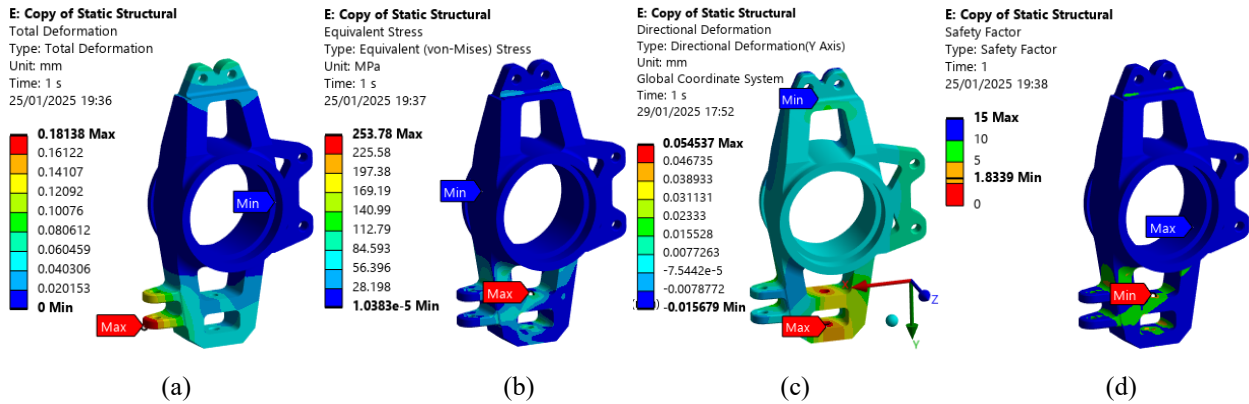 E: Copy of Static Structural
Total Deformation
Type: Total Deformation
Unit: mm
Time: 1 s
25/01/2025 19:36
0.18138 Max
0.16122
0.14107
0.12092
0.10076
0.080612
0.060459
0.040306
0.020153
0 Min
Min
Max
(a)
E: Copy of Static Structural
Equivalent Stress
Type: Equivalent (von-Mises) Stress
Unit: MPa
Time: 1 s
25/01/2025 19:37
253.78 Max
225.58
197.38
169.19
140.99
112.79
84.593
56.396
28.198
1.0383e-5 Min
Min
Max
(b)
E: Copy of Static Structural
Directional Deformation
Type: Directional Deformation(Y Axis)
Unit: mm
Global Coordinate System
Time: 1 s
29/01/2025 17:52
Min
0.054537 Max
0.046735
0.038933
0.031131
0.02333
0.015528
0.0077263
-7.5442e-5
-0.0078772
-0.015679 Min
Max
Z
Y
(c)
E: Copy of Static Structural
Safety Factor
Type: Safety Factor
Time: 1
25/01/2025 19:38
15 Max
10
5
1.8339 Min
0
Max
Min
(d)